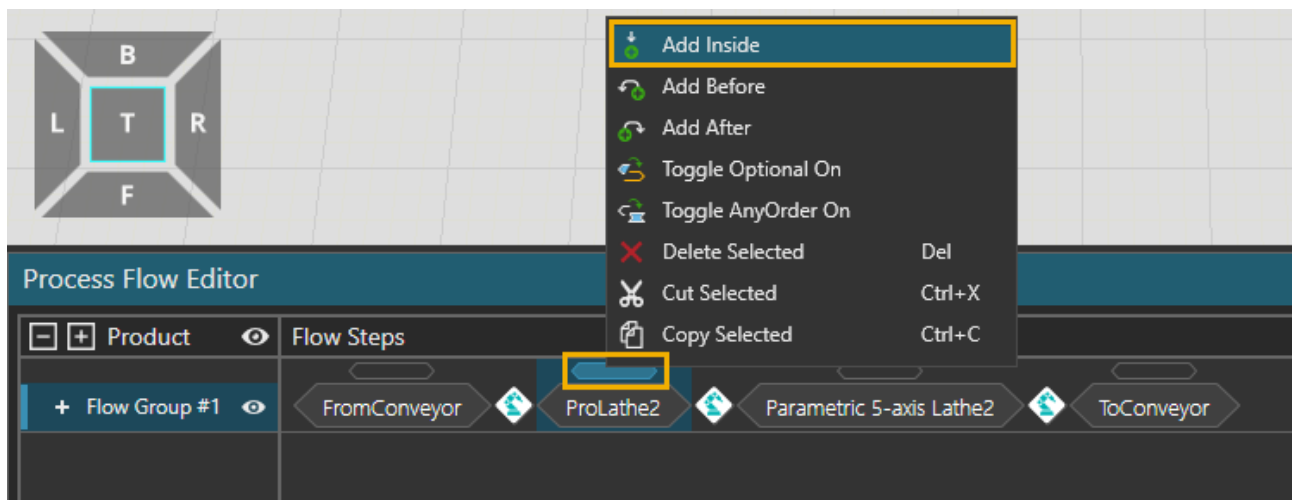 B
L T R
F
Add Inside
Add Before
Add After
Toggle Optional On
Toggle AnyOrder On
Delete Selected Del
Cut Selected Ctrl+X
Copy Selected Ctrl+C
Process Flow Editor
Product Flow Steps
+ Flow Group #1 FromConveyor ProLathe2 Parametric 5-axis Lathe2 ToConveyor